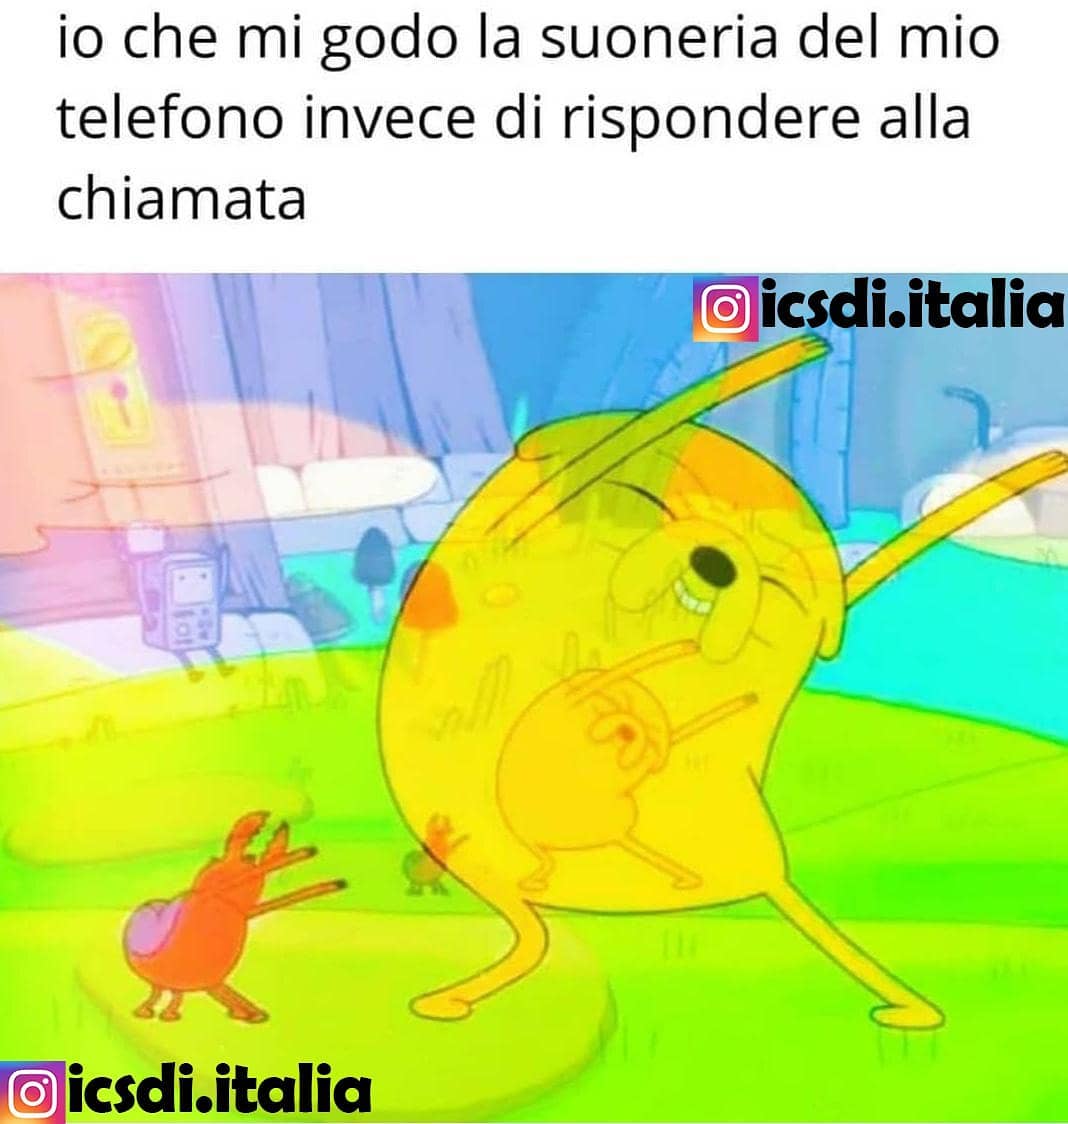 io che mi godo la suoneria del mio
telefono invece di rispondere alla
chiamata
icsdi.italia
icsdi.italia